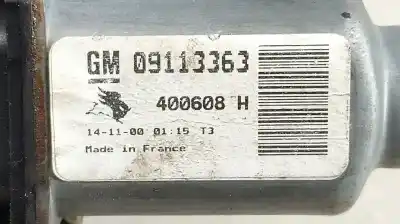 GM 09113363
400608 H
14-11-00 01:15 T3
Made in France